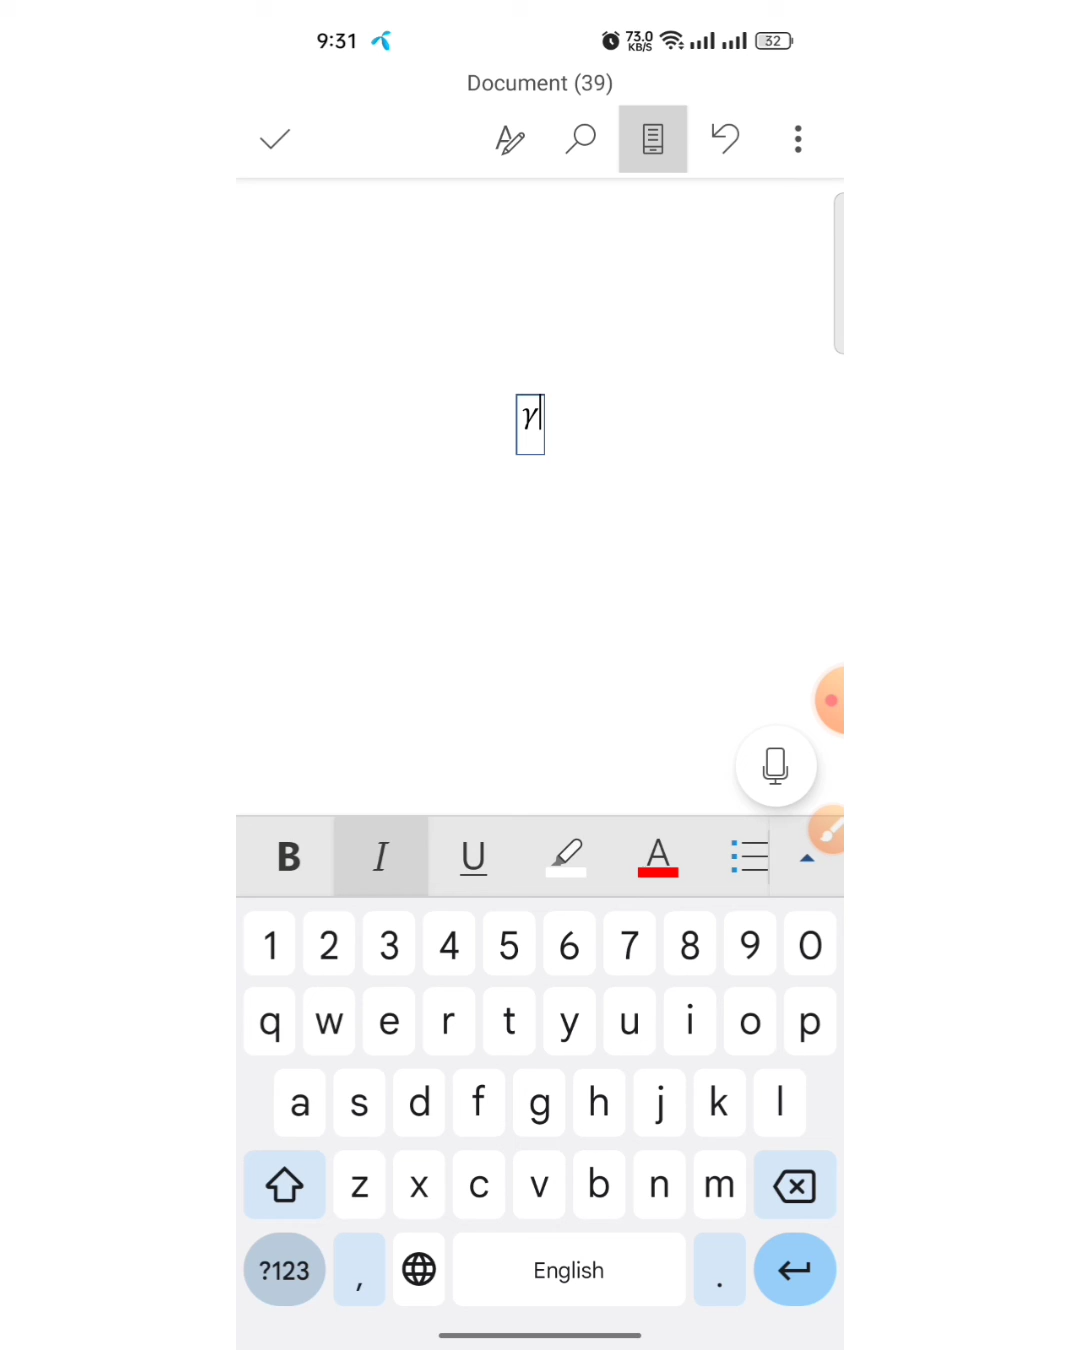 9:31 73.0 KB/S 32
Document (39)
γ
B I U A
1 2 3 4 5 6 7 8 9 0
q w e r t y u i o p
a s d f g h j k l
z x c v b n m
?123 , English .